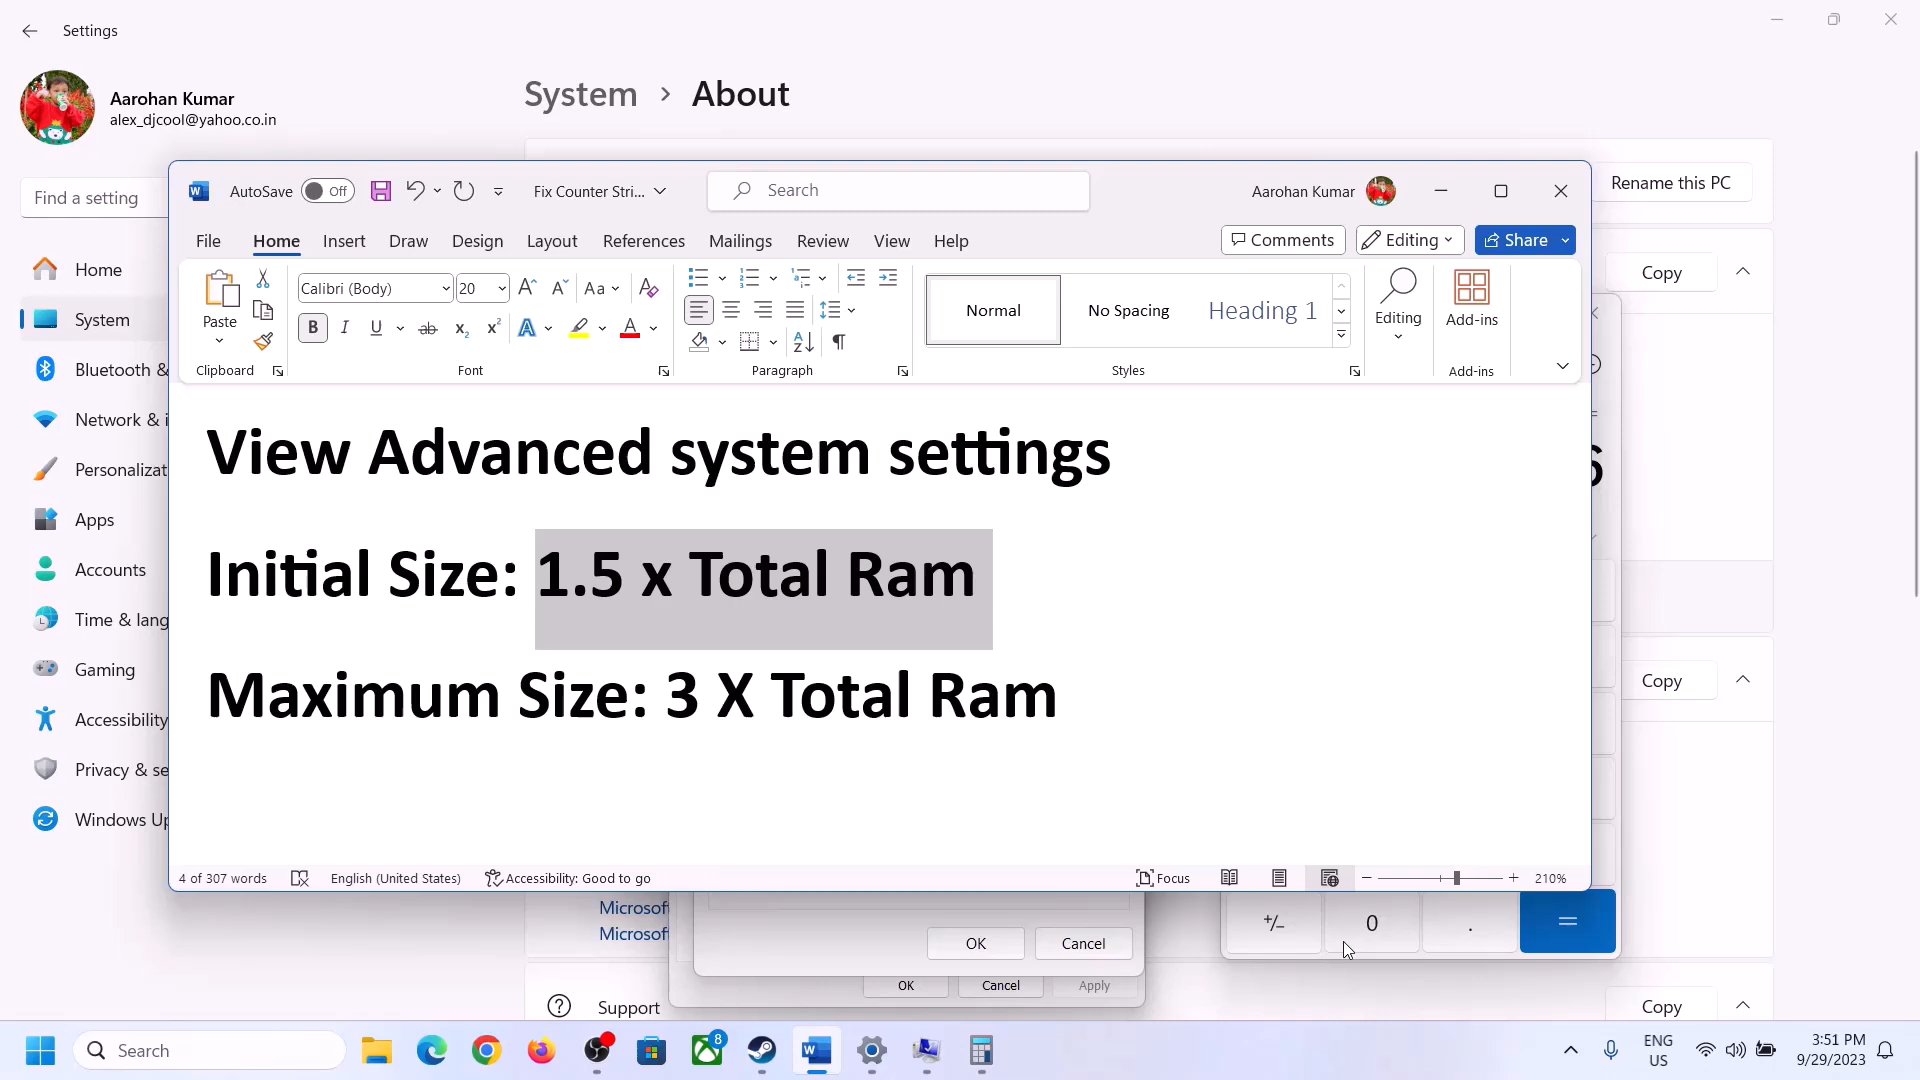 Settings
Aarohan Kumar
alex_djcool@yahoo.co.in
System > About
Find a setting
Rename this PC
AutoSave Off
Fix Counter Stri...
Search
Aarohan Kumar
File Home Insert Draw Design Layout References Mailings Review View Help
Comments Editing Share
Calibri (Body) 20
Paste
Clipboard
Font
Paragraph
Normal
No Spacing
Heading 1
Styles
Editing
Add-ins
Add-ins
Copy
Home
System
Bluetooth &
Network & i
Personalizat
Apps
Accounts
Time & lang
Gaming
Accessibility
Privacy & se
Windows Up
View Advanced system settings
Initial Size: 1.5 x Total Ram
Maximum Size: 3 X Total Ram
Copy
4 of 307 words
English (United States)
Accessibility: Good to go
Focus
210%
Microsof
Microsof
OK Cancel
OK Cancel Apply
+/- 0 . =
Support
Copy
Search
8
ENG
US
3:51 PM
9/29/2023